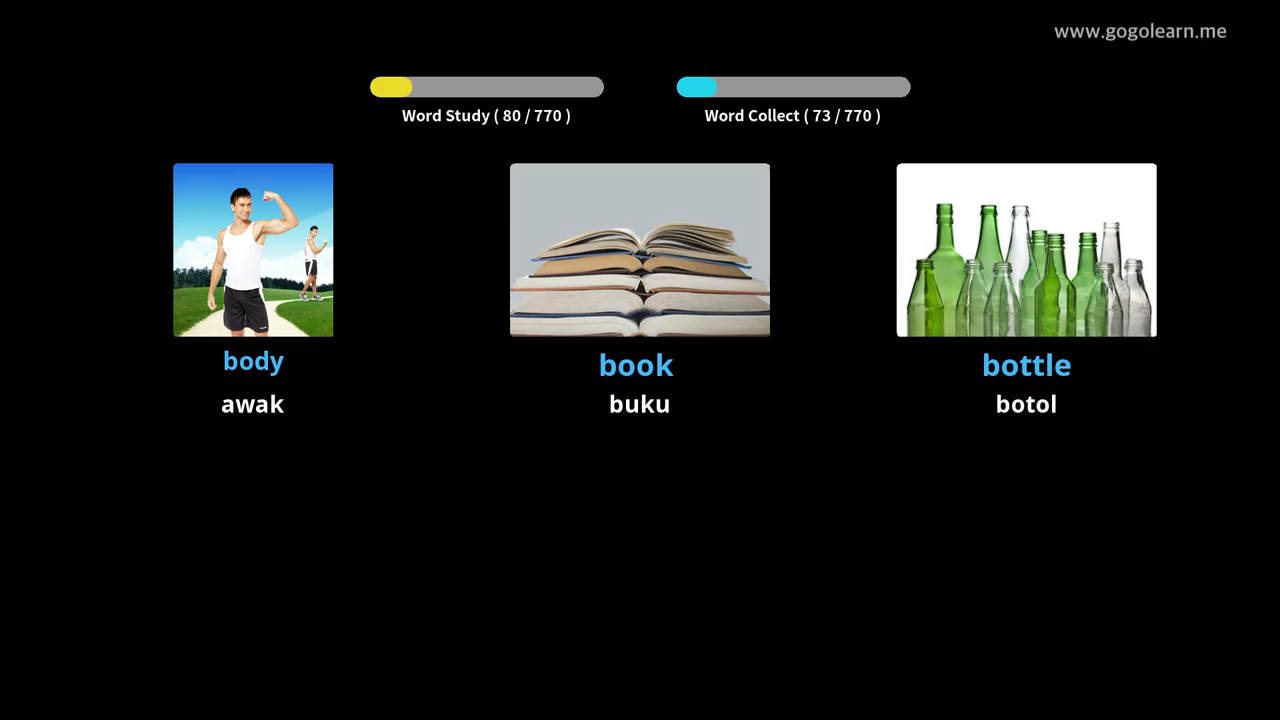 www.gogolearn.me
Word Study ( 80 / 770 )
Word Collect ( 73 / 770 )
body
awak
book
buku
bottle
botol